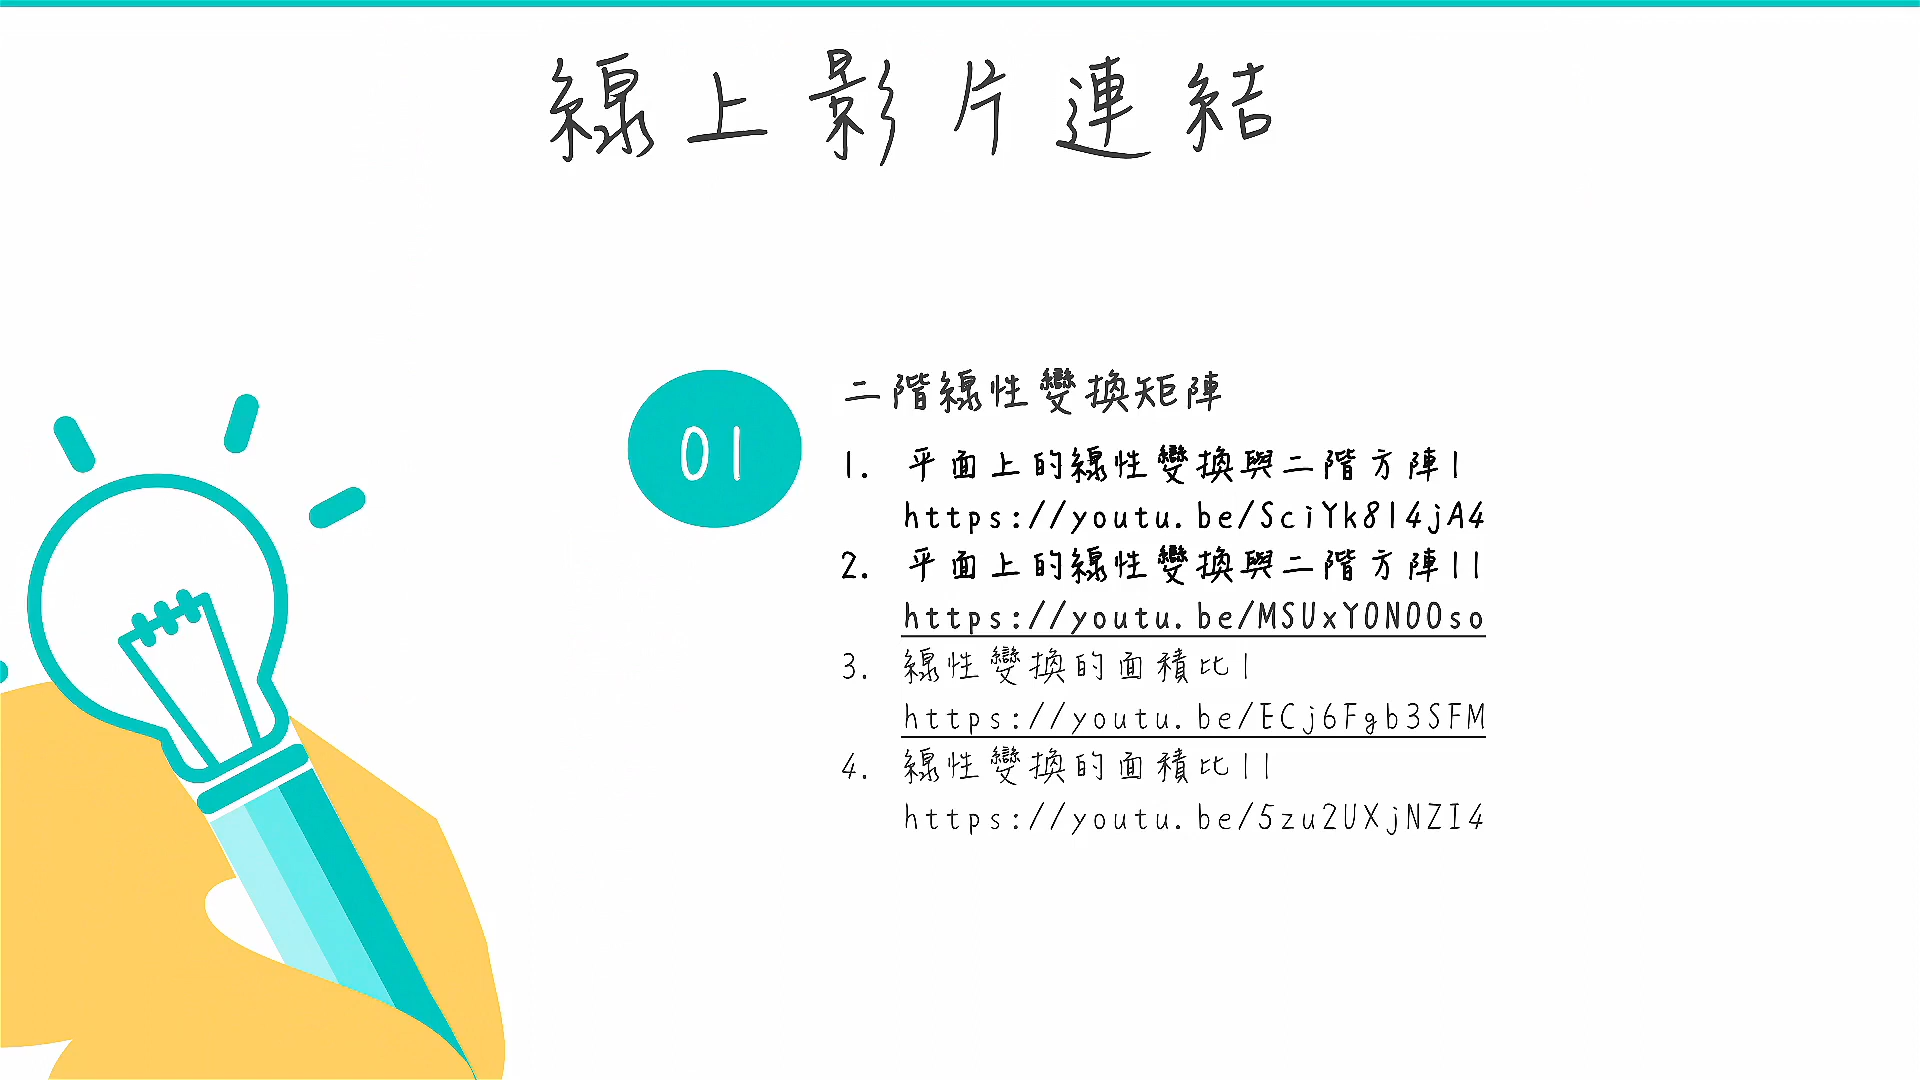 線上影片連結
01
二階線性變換矩陣
1. 平面上的線性變換與二階方陣I
https://youtu.be/SciYk8I4jA4
2. 平面上的線性變換與二階方陣II
https://youtu.be/MSUxY0N00so
3. 線性變換的面積比I
https://youtu.be/ECj6Fgb3SFM
4. 線性變換的面積比II
https://youtu.be/5zu2UXjNZI4